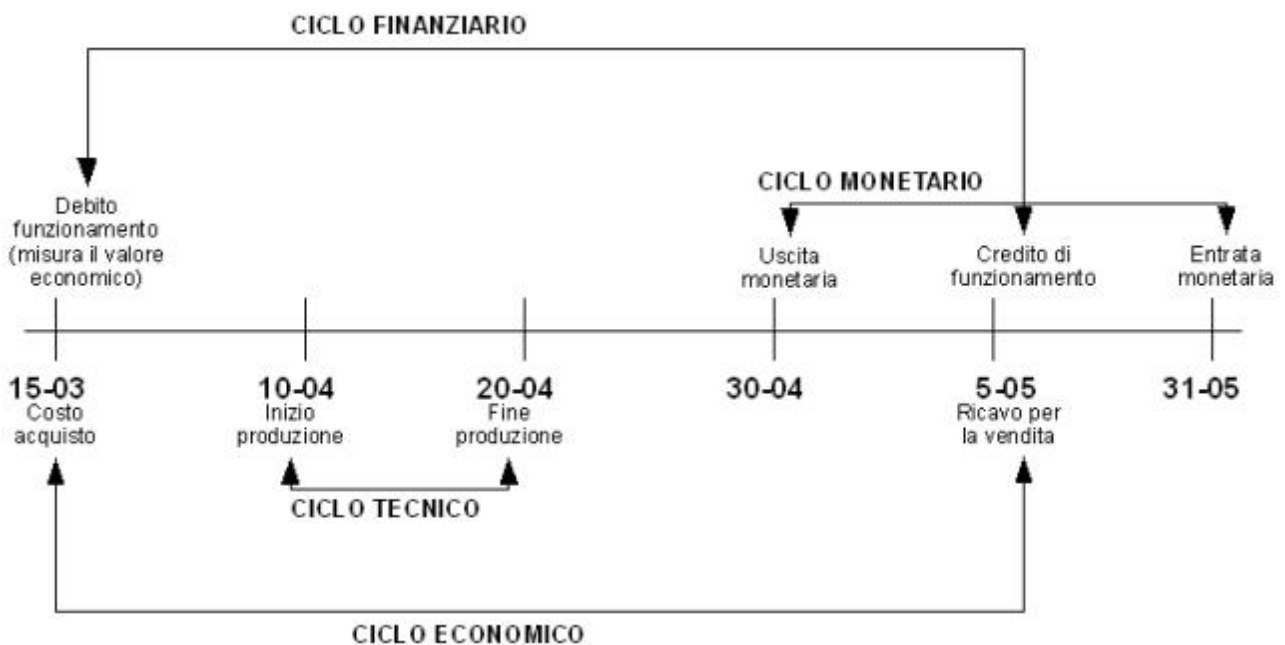 CICLO FINANZIARIO
CICLO MONETARIO
Debito
funzionamento
(misura il valore
economico)
Uscita
monetaria
Credito di
funzionamento
Entrata
monetaria
15-03
Costo
acquisto
10-04
Inizio
produzione
20-04
Fine
produzione
30-04
5-05
Ricavo per
la vendita
31-05
CICLO TECNICO
CICLO ECONOMICO